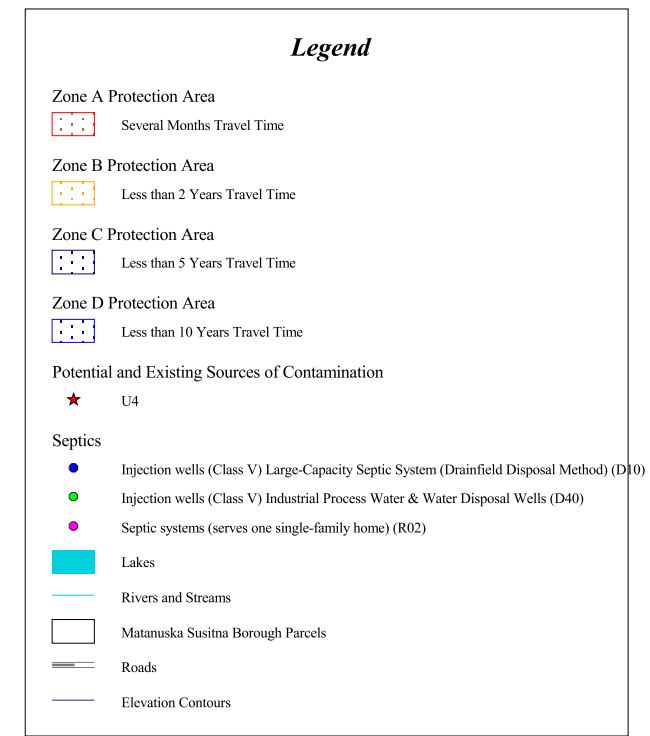 Legend
Zone A Protection Area
Several Months Travel Time
Zone B Protection Area
Less than 2 Years Travel Time
Zone C Protection Area
Less than 5 Years Travel Time
Zone D Protection Area
Less than 10 Years Travel Time
Potential and Existing Sources of Contamination
U4
Septics
Injection wells (Class V) Large-Capacity Septic System (Drainfield Disposal Method) (D10)
Injection wells (Class V) Industrial Process Water & Water Disposal Wells (D40)
Septic systems (serves one single-family home) (R02)
Lakes
Rivers and Streams
Matanuska Susitna Borough Parcels
Roads
Elevation Contours